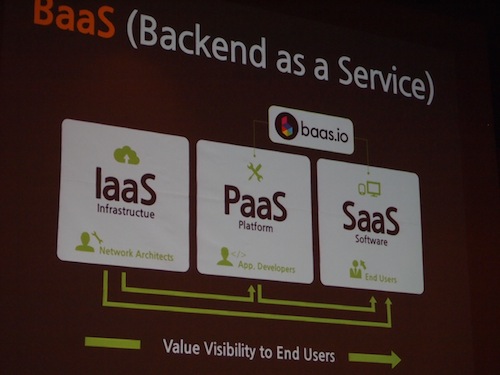 BaaS (Backend as a Service)
baas.io
IaaS
Infrastructue
Network Architects
PaaS
Platform
</>
App, Developers
SaaS
Software
End Users
Value Visibility to End Users